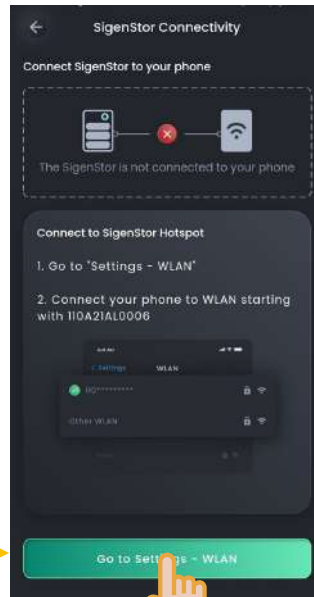 SigenStor Connectivity
Connect SigenStor to your phone
The SigenStor is not connected to your phone
Connect to SigenStor Hotspot
1. Go to "Settings - WLAN"
2. Connect your phone to WLAN starting
with 110A21AL0006
< Settings WLAN
Other WLAN
Go to Settings - WLAN